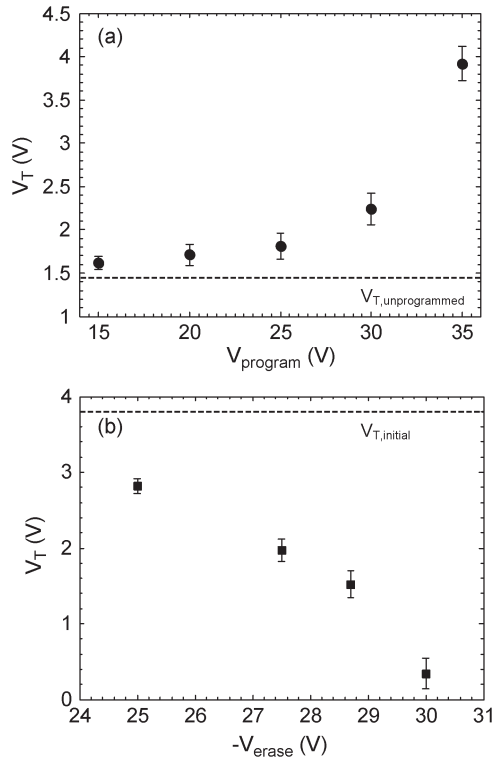 (a)
4.5
4
3.5
3
2.5
2
1.5
1
V_T (V)
V_T,unprogrammed
15 20 25 30 35
V_program (V)
(b)
4
3
2
1
0
V_T (V)
V_T,initial
24 25 26 27 28 29 30 31
-V_erase (V)